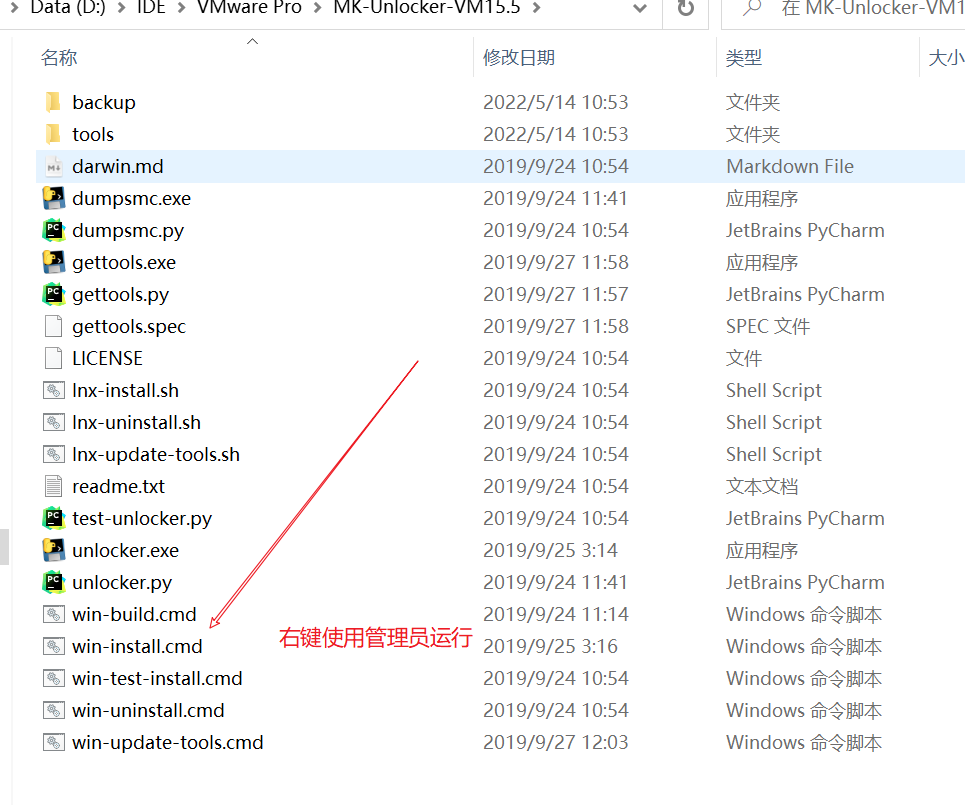 Data (D:) > IDE > VMware Pro > MK-Unlocker-VM15.5 >
在 MK-Unlocker-VM1
名称 修改日期 类型 大小
backup 2022/5/14 10:53 文件夹
tools 2022/5/14 10:53 文件夹
darwin.md 2019/9/24 10:54 Markdown File
dumpsmc.exe 2019/9/24 11:41 应用程序
dumpsmc.py 2019/9/24 10:54 JetBrains PyCharm
gettools.exe 2019/9/27 11:58 应用程序
gettools.py 2019/9/27 11:57 JetBrains PyCharm
gettools.spec 2019/9/27 11:58 SPEC 文件
LICENSE 2019/9/24 10:54 文件
lnx-install.sh 2019/9/24 10:54 Shell Script
lnx-uninstall.sh 2019/9/24 10:54 Shell Script
lnx-update-tools.sh 2019/9/24 10:54 Shell Script
readme.txt 2019/9/24 10:54 文本文档
test-unlocker.py 2019/9/24 10:54 JetBrains PyCharm
unlocker.exe 2019/9/25 3:14 应用程序
unlocker.py 2019/9/24 11:41 JetBrains PyCharm
win-build.cmd 2019/9/24 11:14 Windows 命令脚本
win-install.cmd 右键使用管理员运行 2019/9/25 3:16 Windows 命令脚本
win-test-install.cmd 2019/9/24 10:54 Windows 命令脚本
win-uninstall.cmd 2019/9/24 10:54 Windows 命令脚本
win-update-tools.cmd 2019/9/27 12:03 Windows 命令脚本